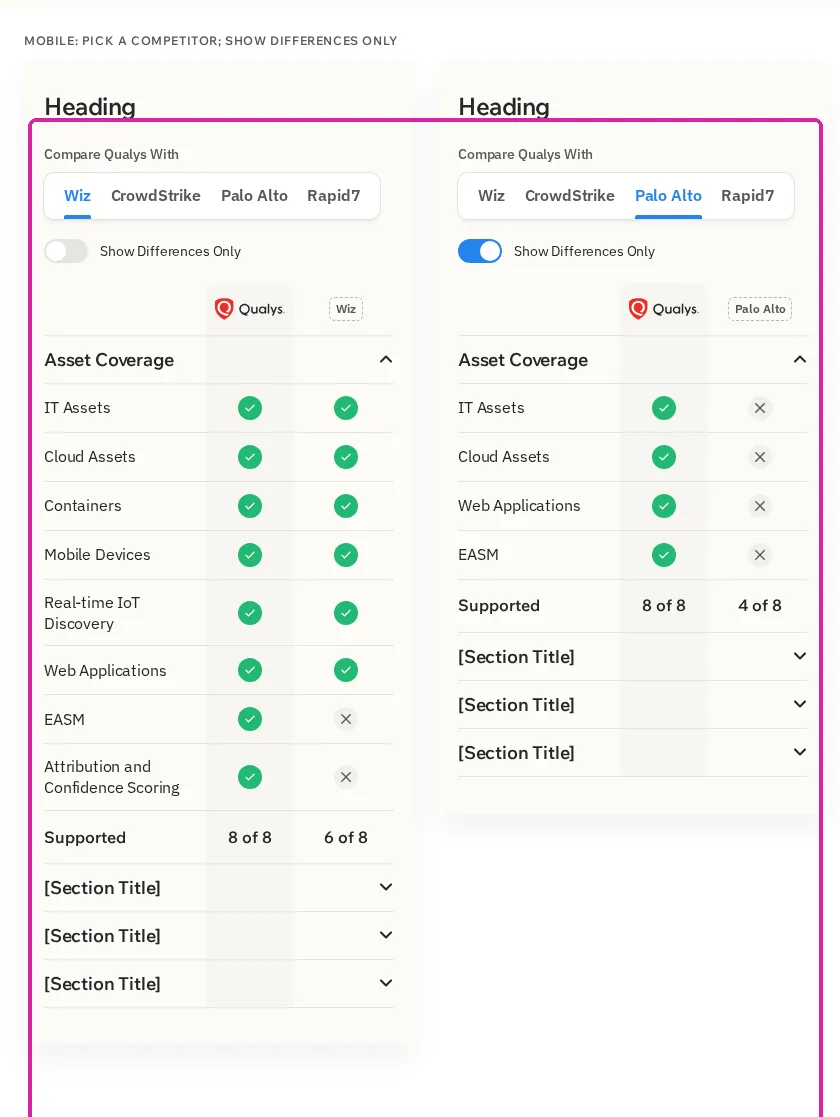 MOBILE: PICK A COMPETITOR; SHOW DIFFERENCES ONLY
Heading
Compare Qualys With
Wiz CrowdStrike Palo Alto Rapid7
Show Differences Only
Qualys. Wiz
Asset Coverage
IT Assets
Cloud Assets
Containers
Mobile Devices
Real-time IoT
Discovery
Web Applications
EASM
Attribution and
Confidence Scoring
Supported 8 of 8 6 of 8
[Section Title]
[Section Title]
[Section Title]
Heading
Compare Qualys With
Wiz CrowdStrike Palo Alto Rapid7
Show Differences Only
Qualys. Palo Alto
Asset Coverage
IT Assets
Cloud Assets
Web Applications
EASM
Supported 8 of 8 4 of 8
[Section Title]
[Section Title]
[Section Title]